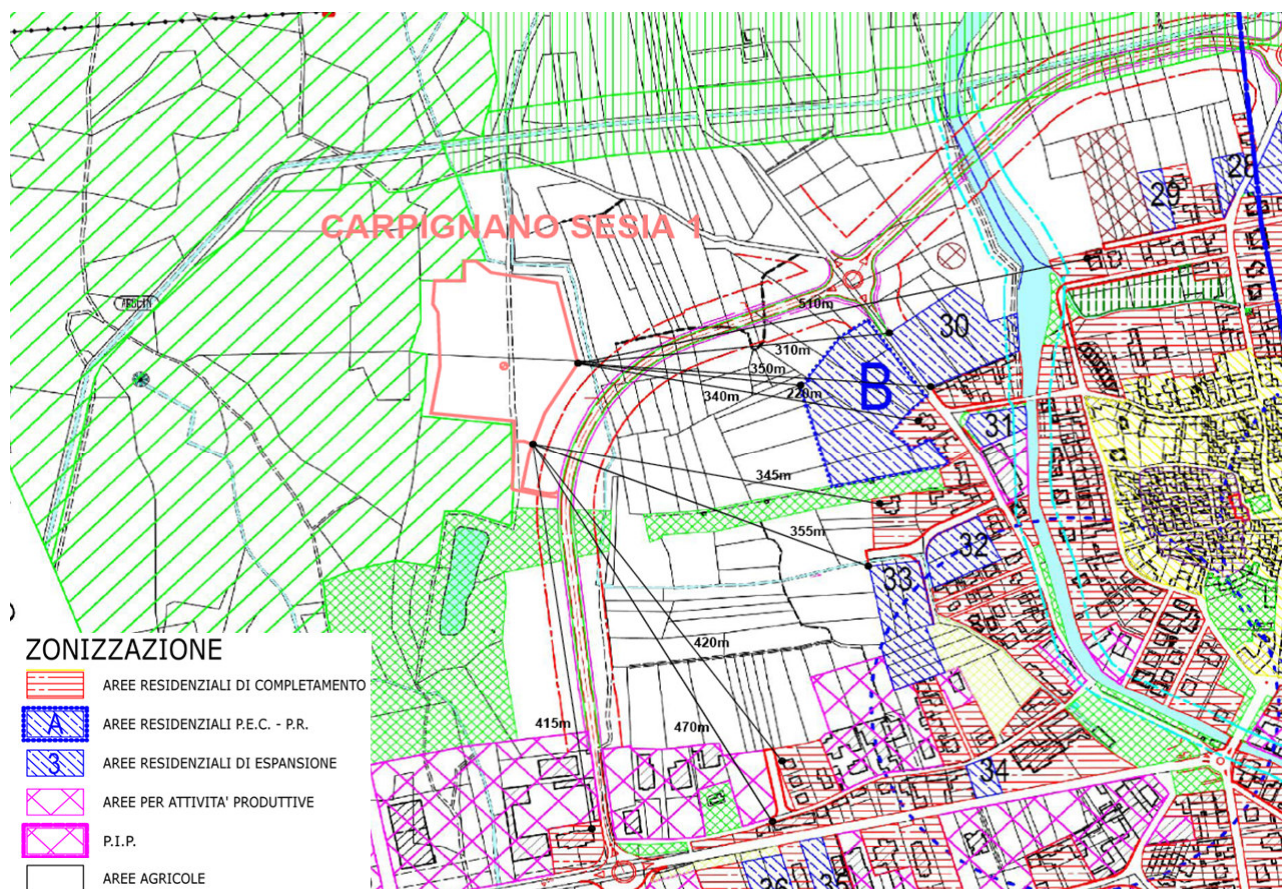 28
29
CARPIGNANO SESIA 1
510m
30
310m
350m
340m
220m
B
31
345m
355m
32
33
420m
415m
470m
34
36
35
ZONIZZAZIONE
AREE RESIDENZIALI DI COMPLETAMENTO
A
AREE RESIDENZIALI P.E.C. - P.R.
3
AREE RESIDENZIALI DI ESPANSIONE
AREE PER ATTIVITA' PRODUTTIVE
P.I.P.
AREE AGRICOLE